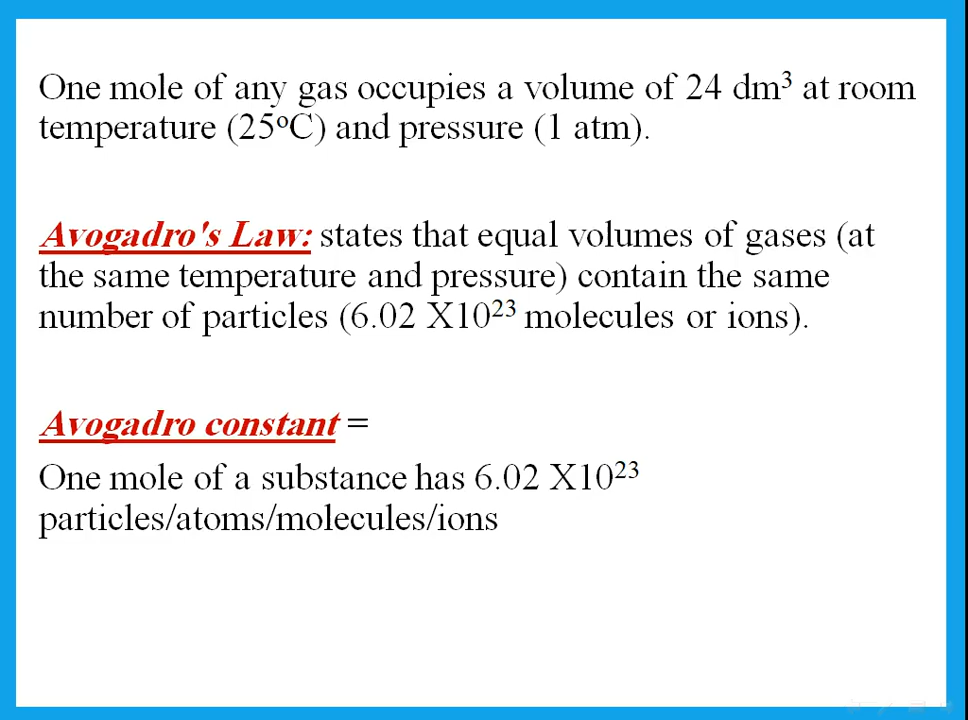 One mole of any gas occupies a volume of 24 dm³ at room
temperature (25ºC) and pressure (1 atm).
Avogadro's Law: states that equal volumes of gases (at
the same temperature and pressure) contain the same
number of particles (6.02 X10²³ molecules or ions).
Avogadro constant =
One mole of a substance has 6.02 X10²³
particles/atoms/molecules/ions